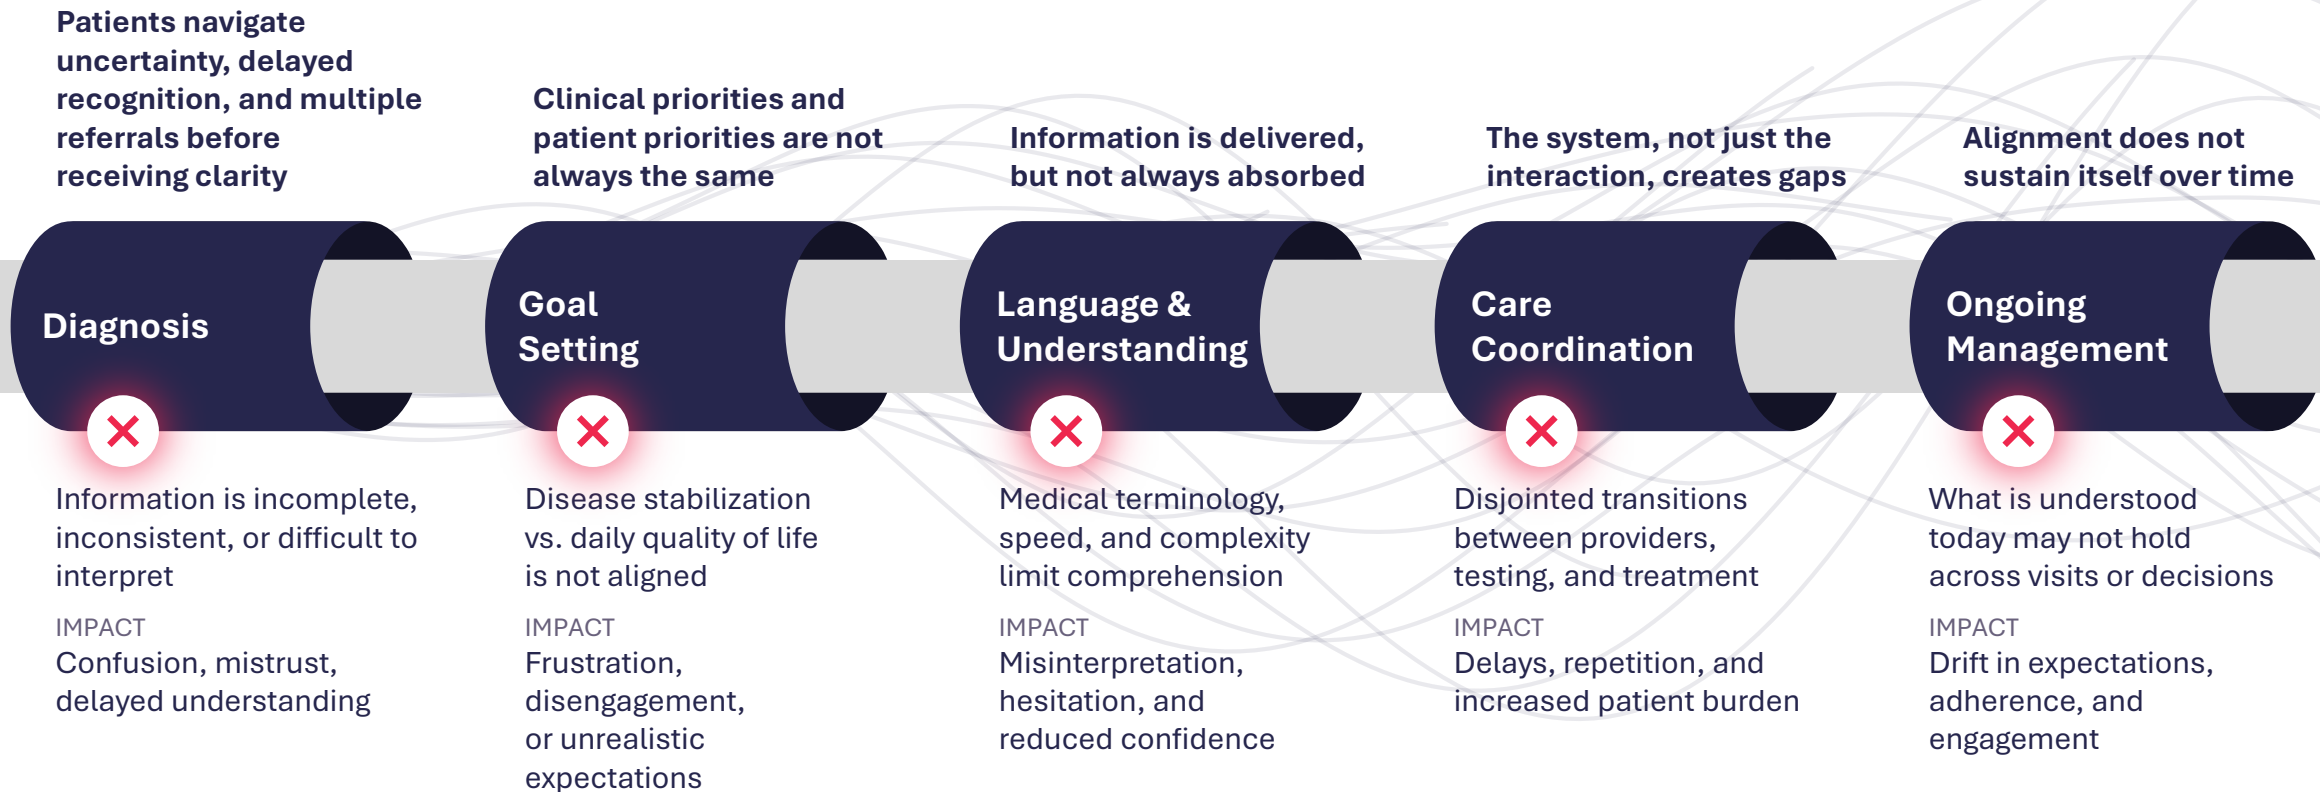 Patients navigate
uncertainty, delayed
recognition, and multiple
referrals before
receiving clarity
Diagnosis
Information is incomplete,
inconsistent, or difficult to
interpret
IMPACT
Confusion, mistrust,
delayed understanding
Clinical priorities and
patient priorities are not
always the same
Goal
Setting
Disease stabilization
vs. daily quality of life
is not aligned
IMPACT
Frustration,
disengagement,
or unrealistic
expectations
Information is delivered,
but not always absorbed
Language &
Understanding
Medical terminology,
speed, and complexity
limit comprehension
IMPACT
Misinterpretation,
hesitation, and
reduced confidence
The system, not just the
interaction, creates gaps
Care
Coordination
Disjointed transitions
between providers,
testing, and treatment
IMPACT
Delays, repetition, and
increased patient burden
Alignment does not
sustain itself over time
Ongoing
Management
What is understood
today may not hold
across visits or decisions
IMPACT
Drift in expectations,
adherence, and
engagement